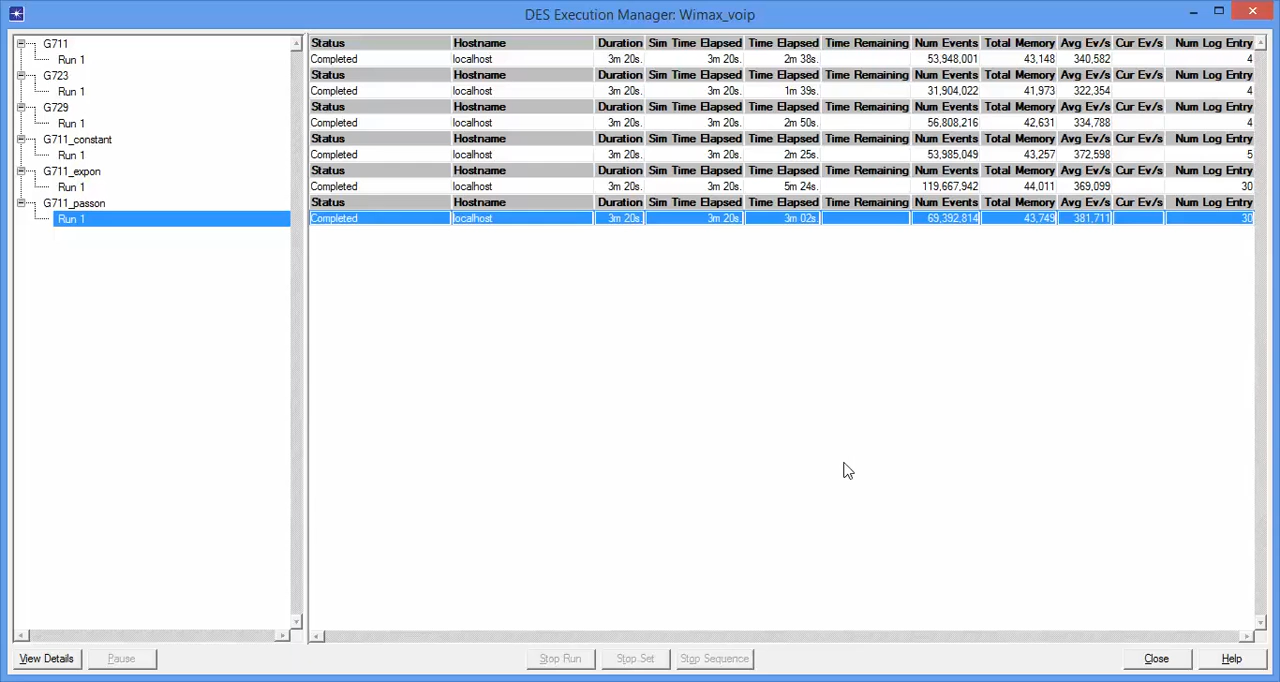 DES Execution Manager: Wimax_voip
G711
Run 1
G723
Run 1
G729
Run 1
G711_constant
Run 1
G711_expon
Run 1
G711_passon
Run 1
Status Hostname Duration Sim Time Elapsed Time Elapsed Time Remaining Num Events Total Memory Avg Ev/s Cur Ev/s Num Log Entry
Completed localhost 3m 20s. 3m 20s. 2m 38s. 53,948,001 43,148 340,582 4
Status Hostname Duration Sim Time Elapsed Time Elapsed Time Remaining Num Events Total Memory Avg Ev/s Cur Ev/s Num Log Entry
Completed localhost 3m 20s. 3m 20s. 1m 39s. 31,904,022 41,973 322,354 4
Status Hostname Duration Sim Time Elapsed Time Elapsed Time Remaining Num Events Total Memory Avg Ev/s Cur Ev/s Num Log Entry
Completed localhost 3m 20s. 3m 20s. 2m 50s. 56,808,216 42,631 334,788 4
Status Hostname Duration Sim Time Elapsed Time Elapsed Time Remaining Num Events Total Memory Avg Ev/s Cur Ev/s Num Log Entry
Completed localhost 3m 20s. 3m 20s. 2m 25s. 53,985,049 43,257 372,598 5
Status Hostname Duration Sim Time Elapsed Time Elapsed Time Remaining Num Events Total Memory Avg Ev/s Cur Ev/s Num Log Entry
Completed localhost 3m 20s. 3m 20s. 5m 24s. 119,667,942 44,011 369,099 30
Status Hostname Duration Sim Time Elapsed Time Elapsed Time Remaining Num Events Total Memory Avg Ev/s Cur Ev/s Num Log Entry
Completed localhost 3m 20s. 3m 20s. 3m 02s. 69,392,814 43,749 381,711 30
View Details Pause Stop Run Stop Set Stop Sequence Close Help